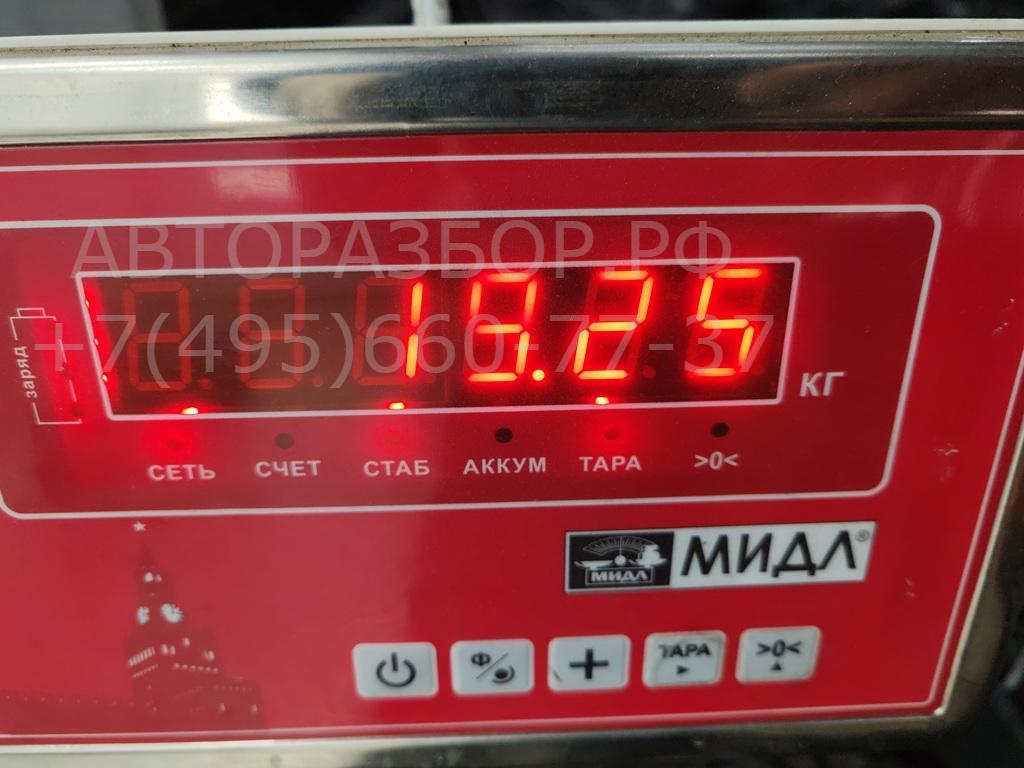 АВТОРАЗБОР.РФ
+7(495)660-77-37
18.25
КГ
заряд
СЕТЬ СЧЕТ СТАБ АККУМ ТАРА >0<
МИДЛ МИДЛ®
Ф ТАРА >0<